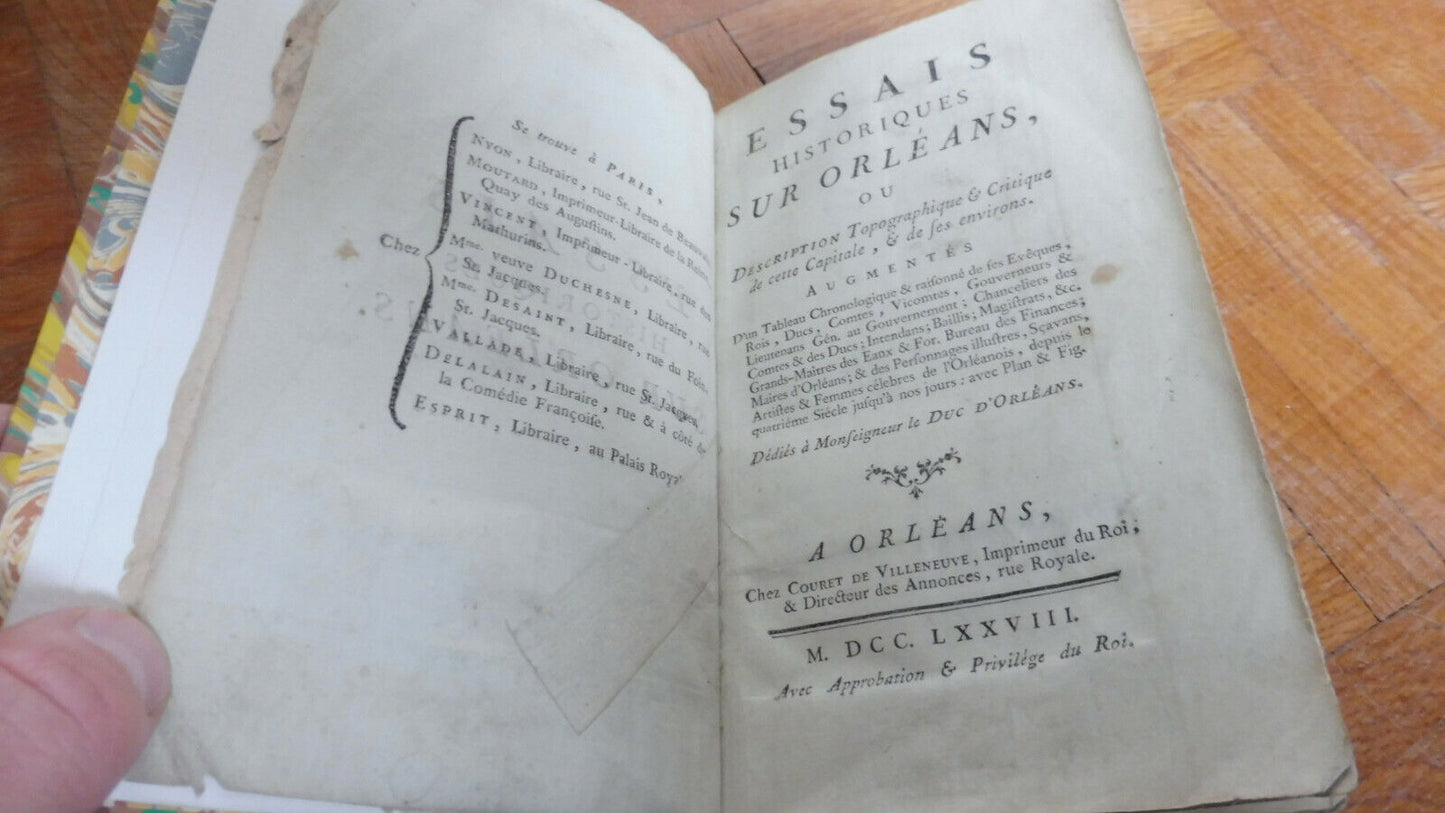 Se trouve à PARIS,
Chez
NYON, Libraire, rue St. Jean de Beauvais.
MOUTARD, Imprimeur-Libraire de la Reine
Quay des Auguſtins.
VINCENT, Imprimeur-Libraire, rue des
Mathurins.
Mme. veuve DUCHESNE, Libraire, rue
St. Jacques.
Mme. DESAINT, Libraire, rue du Foin
St. Jacques.
VALLADE, Libraire, rue St. Jacques.
DELALAIN, Libraire, rue & à côté de
la Comédie Françoiſe.
ESPRIT, Libraire, au Palais Royal
ESSAIS
HISTORIQUES
SUR ORLÉANS,
OU
DESCRIPTION Topographique & Critique
de cette Capitale, & de ſes environs.
AUGMENTÉS
D'un Tableau Chronologique & raiſonné de ſes Evêques,
Rois, Ducs, Comtes, Vicomtes, Gouverneurs &
Lieutenans Gén. au Gouvernement; Chanceliers des
Comtes & des Ducs; Intendans; Baillis; Magiſtrats, &c.
Grands-Maitres des Eaux & For. Bureau des Finances;
Maires d'Orléans; & des Perſonnages illuſtres, Sçavans,
Artiſtes & Femmes célebres de l'Orléanois, depuis le
quatriéme Siécle juſqu'à nos jours : avec Plan & Fig.
Dédiés à Monſeigneur le DUC D'ORLÉANS.
A ORLÉANS,
Chez COURET DE VILLENEUVE, Imprimeur du Roi;
& Directeur des Annonces, rue Royale.
M. DCC. LXXVIII.
Avec Approbation & Privilége du Roi.